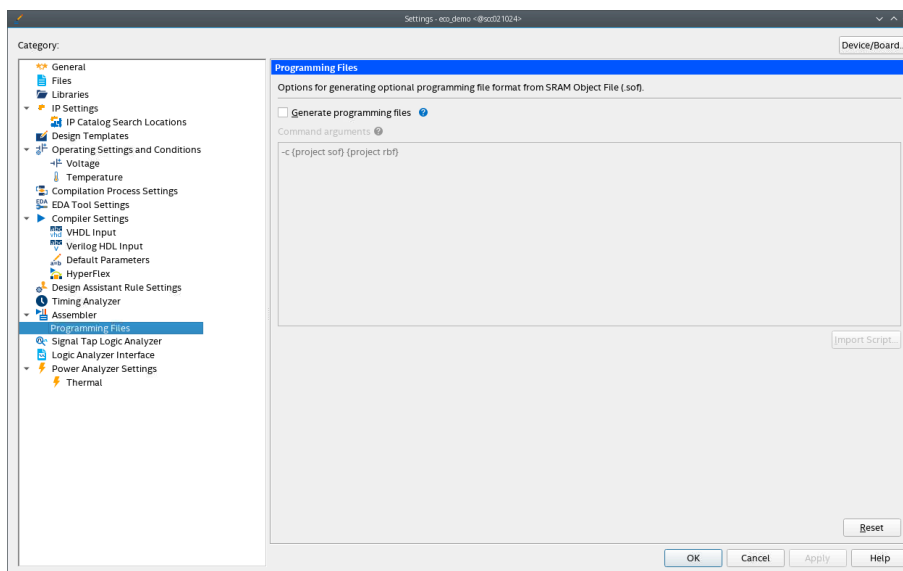 Settings - eco_demo <@scc021024>
Category:
Device/Board...
General
Files
Libraries
IP Settings
IP Catalog Search Locations
Design Templates
Operating Settings and Conditions
Voltage
Temperature
Compilation Process Settings
EDA
EDA Tool Settings
Compiler Settings
vhd
VHDL Input
V
Verilog HDL Input
a=b
Default Parameters
HyperFlex
Design Assistant Rule Settings
Timing Analyzer
Assembler
Programming Files
Signal Tap Logic Analyzer
Logic Analyzer Interface
Power Analyzer Settings
Thermal
Programming Files
Options for generating optional programming file format from SRAM Object File (.sof).
Generate programming files
Command arguments
-c {project sof} {project rbf}
Import Script...
Reset
OK Cancel Apply Help